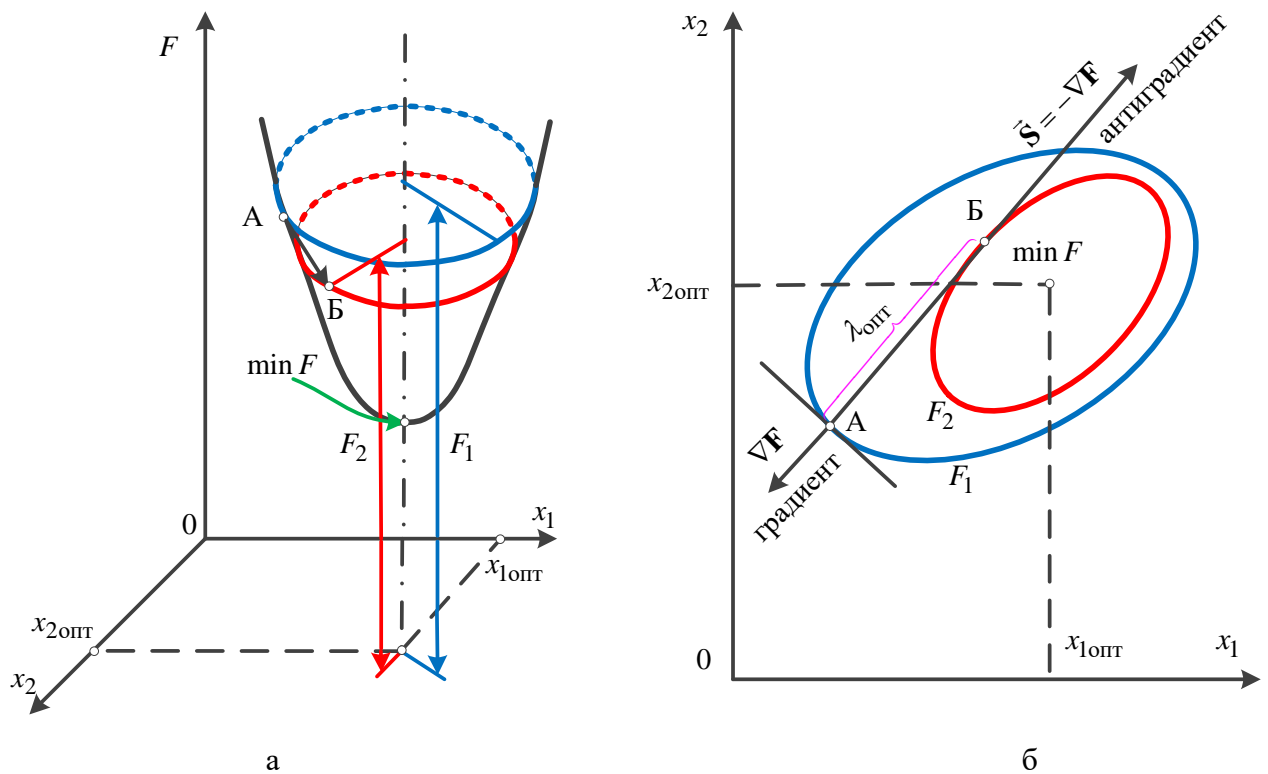 F
А
Б
min F
F₂
F₁
0
x₁
x₁опт
x₂опт
x₂
а
x₂
S⃗ = −∇F
антиградиент
Б
min F
x₂опт
λопт
А
F₂
∇F
градиент
F₁
0
x₁опт
x₁
б